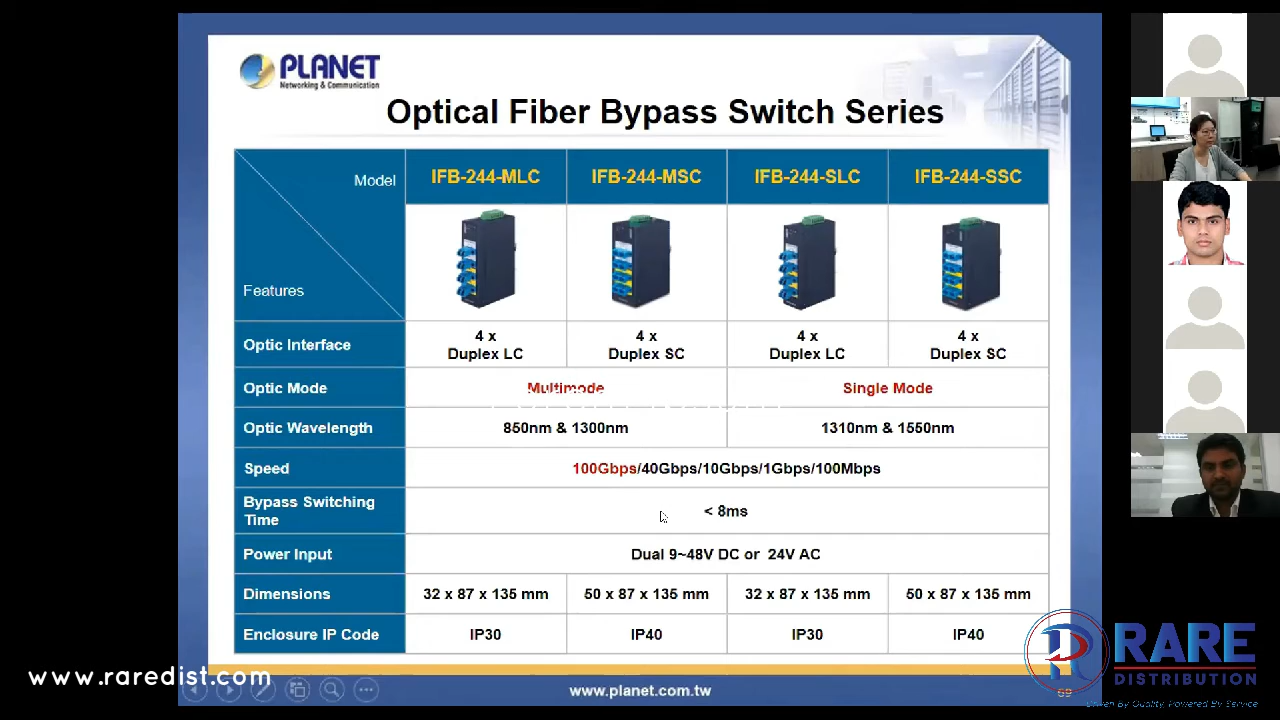 PLANET
Networking & Communication
Optical Fiber Bypass Switch Series
Model
Features
IFB-244-MLC
IFB-244-MSC
IFB-244-SLC
IFB-244-SSC
Optic Interface
4 x
Duplex LC
4 x
Duplex SC
4 x
Duplex LC
4 x
Duplex SC
Optic Mode
Multimode
Single Mode
Optic Wavelength
850nm & 1300nm
1310nm & 1550nm
Speed
100Gbps/40Gbps/10Gbps/1Gbps/100Mbps
Bypass Switching
Time
< 8ms
Power Input
Dual 9~48V DC or 24V AC
Dimensions
32 x 87 x 135 mm
50 x 87 x 135 mm
32 x 87 x 135 mm
50 x 87 x 135 mm
Enclosure IP Code
IP30
IP40
IP30
IP40
www.raredist.com
www.planet.com.tw
69
RARE
DISTRIBUTION
Driven By Quality, Powered By Service